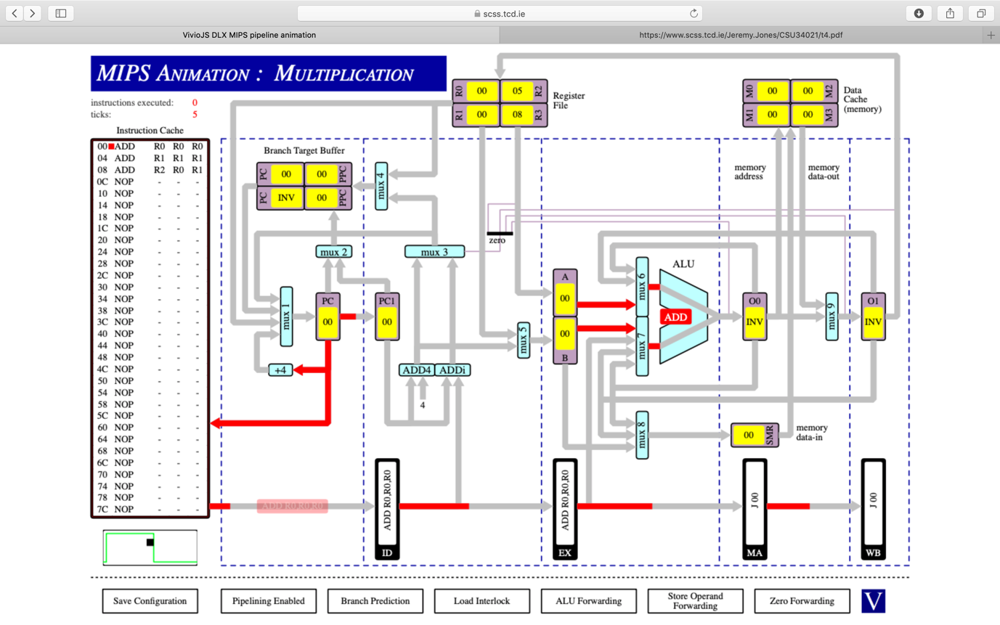 scss.tcd.ie
VivioJS DLX MIPS pipeline animation
https://www.scss.tcd.ie/Jeremy.Jones/CSU34021/t4.pdf
MIPS ANIMATION : MULTIPLICATION
instructions executed: 0
ticks: 5
Instruction Cache
00 ADD R0 R0 R0
04 ADD R1 R1 R1
08 ADD R2 R0 R1
0C NOP - - -
10 NOP - - -
14 NOP - - -
18 NOP - - -
1C NOP - - -
20 NOP - - -
24 NOP - - -
28 NOP - - -
2C NOP - - -
30 NOP - - -
34 NOP - - -
38 NOP - - -
3C NOP - - -
40 NOP - - -
44 NOP - - -
48 NOP - - -
4C NOP - - -
50 NOP - - -
54 NOP - - -
58 NOP - - -
5C NOP - - -
60 NOP - - -
64 NOP - - -
68 NOP - - -
6C NOP - - -
70 NOP - - -
74 NOP - - -
78 NOP - - -
7C NOP - - -
R0 00 05 R2
R1 00 08 R3
Register
File
M0 00 00 M2
M1 00 00 M3
Data
Cache
(memory)
Branch Target Buffer
PC 00 00 PPC
PC INV 00 PPC
mux 4
memory
address
memory
data-out
zero
mux 2
mux 3
mux 1
PC
00
PC1
00
+4
ADD4
ADDi
4
mux 5
A
00
00
B
mux 6
mux 7
ALU
ADD
O0
INV
mux 9
O1
INV
mux 8
00 SMR
memory
data-in
ADD R0,R0,R0
ADD R0,R0,R0
ID
ADD R0,R0,R0
EX
J 00
MA
J 00
WB
Save Configuration
Pipelining Enabled
Branch Prediction
Load Interlock
ALU Forwarding
Store Operand
Forwarding
Zero Forwarding
V